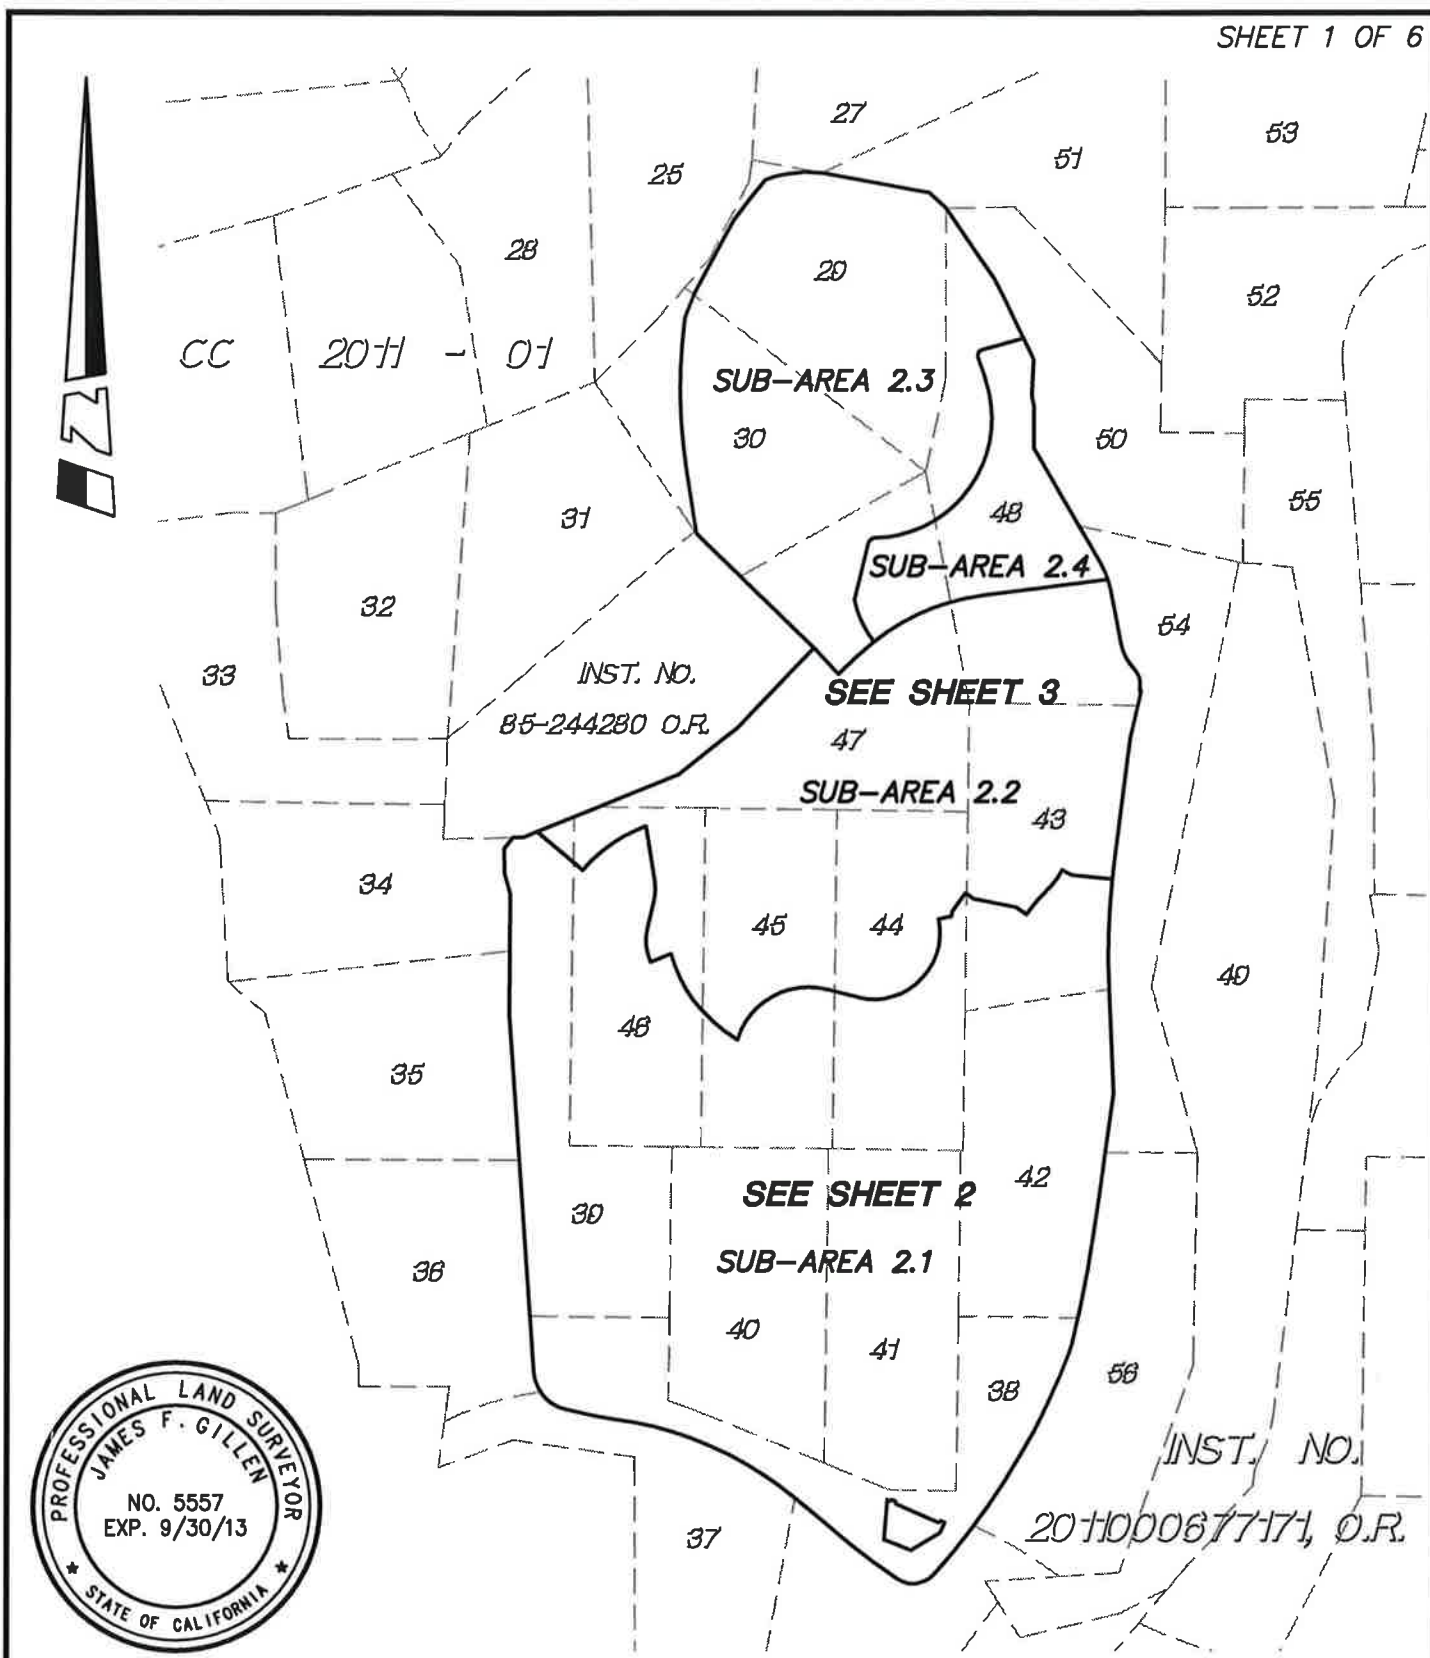 SHEET 1 OF 6
27
53
51
25
28
29
52
CC 2011 - 01
SUB-AREA 2.3
30
50
55
31
48
SUB-AREA 2.4
32
54
33
INST. NO.
85-244280 O.R.
SEE SHEET 3
47
SUB-AREA 2.2
43
34
45
44
49
46
35
42
SEE SHEET 2
39
SUB-AREA 2.1
36
40
41
38
56
INST. NO.
2011000677171, O.R.
37
PROFESSIONAL LAND SURVEYOR
JAMES F. GILLEN
NO. 5557
EXP. 9/30/13
STATE OF CALIFORNIA
N